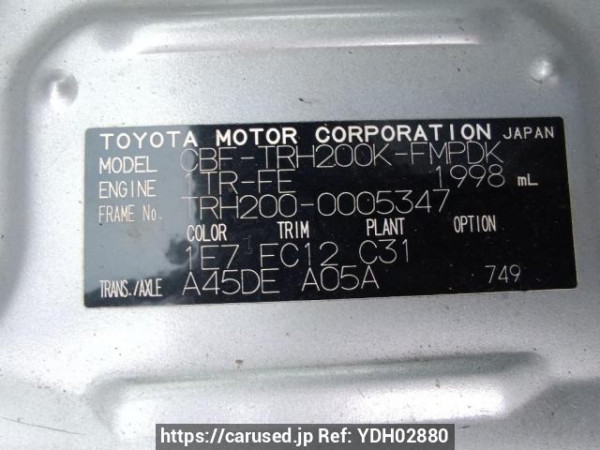 TOYOTA MOTOR CORPORATION JAPAN
MODEL CBF-TRH200K-FMPDK
ENGINE 1TR-FE 1998 mL
FRAME No. TRH200-0005347
COLOR TRIM PLANT OPTION
1E7 FC12 C31
TRANS./AXLE A45DE A05A 749
https://carused.jp Ref: YDH02880